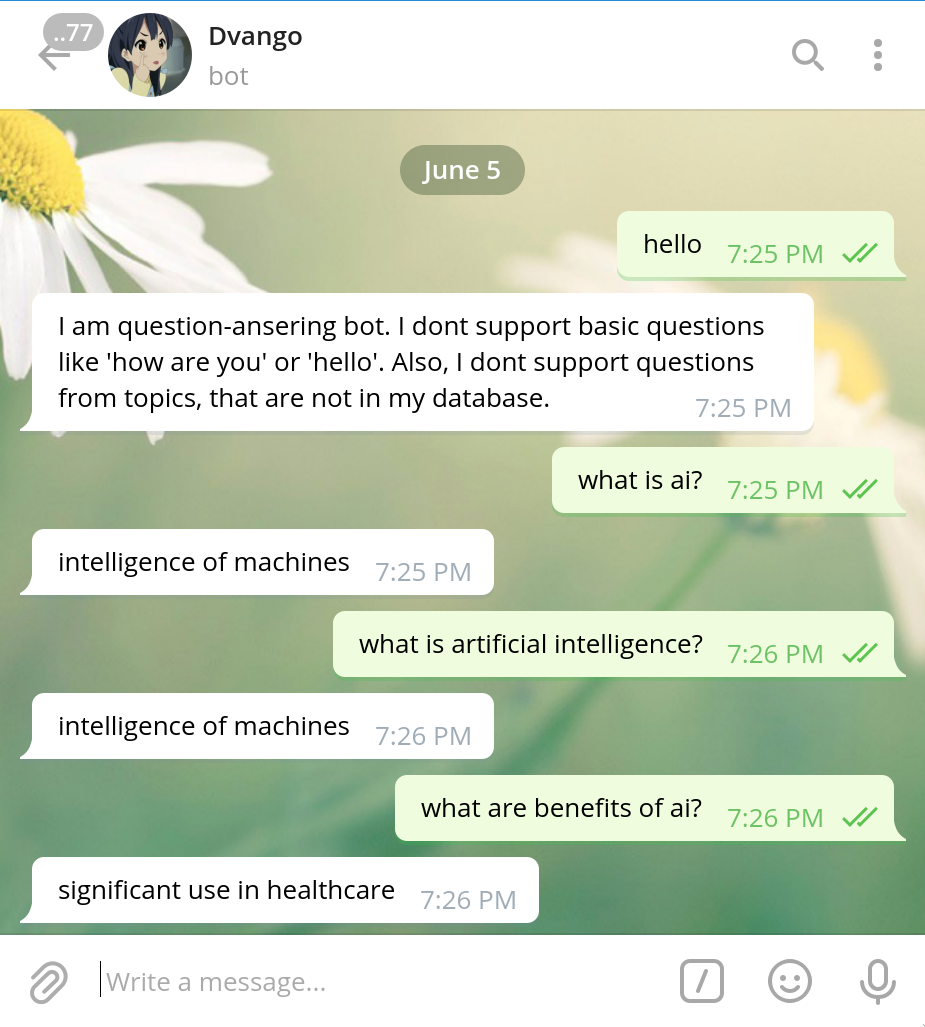 ..77
Dvango
bot
June 5
hello 7:25 PM
I am question-ansering bot. I dont support basic questions
like 'how are you' or 'hello'. Also, I dont support questions
from topics, that are not in my database. 7:25 PM
what is ai? 7:25 PM
intelligence of machines 7:25 PM
what is artificial intelligence? 7:26 PM
intelligence of machines 7:26 PM
what are benefits of ai? 7:26 PM
significant use in healthcare 7:26 PM
Write a message...